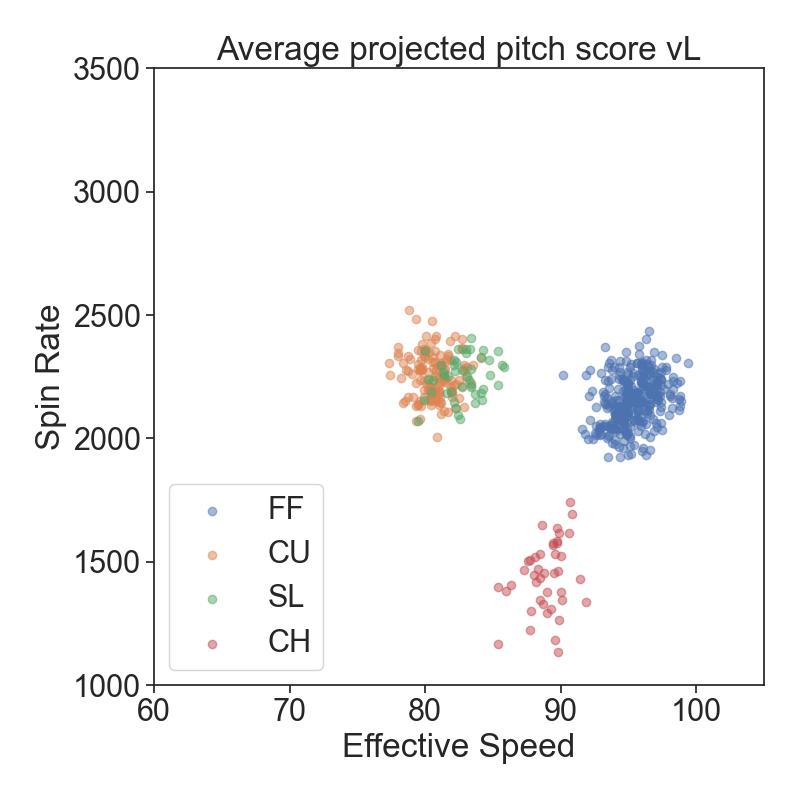 Average projected pitch score vL
3500
3000
2500
2000
1500
1000
Spin Rate
FF
CU
SL
CH
60
70
80
90
100
Effective Speed